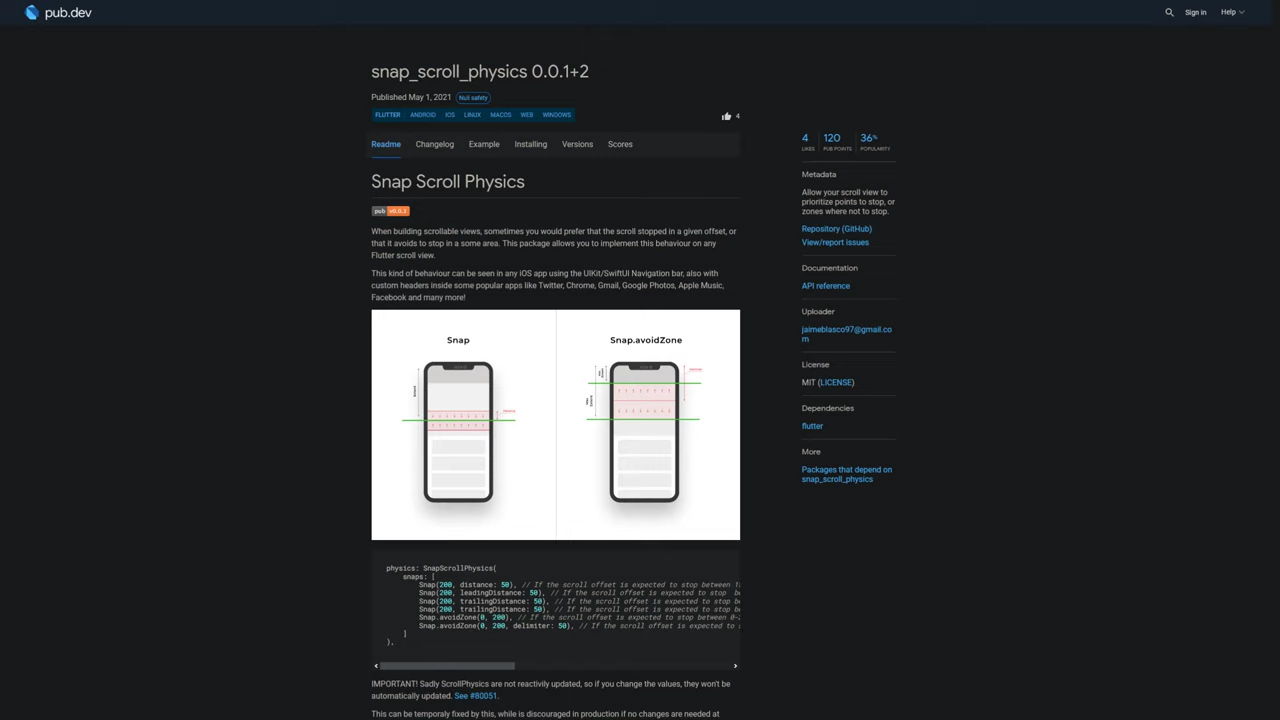 pub.dev
Sign in
Help
snap_scroll_physics 0.0.1+2
Published May 1, 2021
Null safety
FLUTTER ANDROID IOS LINUX MACOS WEB WINDOWS
4
Readme Changelog Example Installing Versions Scores
Snap Scroll Physics
pub v0.0.1
When building scrollable views, sometimes you would prefer that the scroll stopped in a given offset, or
that it avoids to stop in a some area. This package allows you to implement this behaviour on any
Flutter scroll view.
This kind of behaviour can be seen in any iOS app using the UIKit/SwiftUI Navigation bar, also with
custom headers inside some popular apps like Twitter, Chrome, Gmail, Google Photos, Apple Music,
Facebook and many more!
Snap
Snap.avoidZone
physics: SnapScrollPhysics(
snaps: [
Snap(200, distance: 50), // If the scroll offset is expected to stop between 1
Snap(200, leadingDistance: 50), // If the scroll offset is expected to stop b
Snap(200, trailingDistance: 50), // If the scroll offset is expected to stop be
Snap(200, trailingDistance: 50), // If the scroll offset is expected to stop be
Snap.avoidZone(0, 200), // If the scroll offset is expected to stop between 0-2
Snap.avoidZone(0, 200, delimiter: 50), // If the scroll offset is expected to s
]
),
IMPORTANT! Sadly ScrollPhysics are not reactivily updated, so if you change the values, they won't be
automatically updated. See #80051.
This can be temporaly fixed by this, while is discouraged in production if no changes are needed at
4 120 36%
LIKES PUB POINTS POPULARITY
Metadata
Allow your scroll view to
prioritize points to stop, or
zones where not to stop.
Repository (GitHub)
View/report issues
Documentation
API reference
Uploader
jaimeblasco97@gmail.co
m
License
MIT (LICENSE)
Dependencies
flutter
More
Packages that depend on
snap_scroll_physics